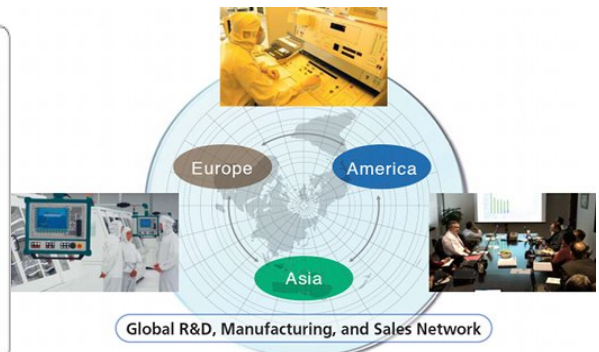 Europe
America
Asia
Global R&D, Manufacturing, and Sales Network